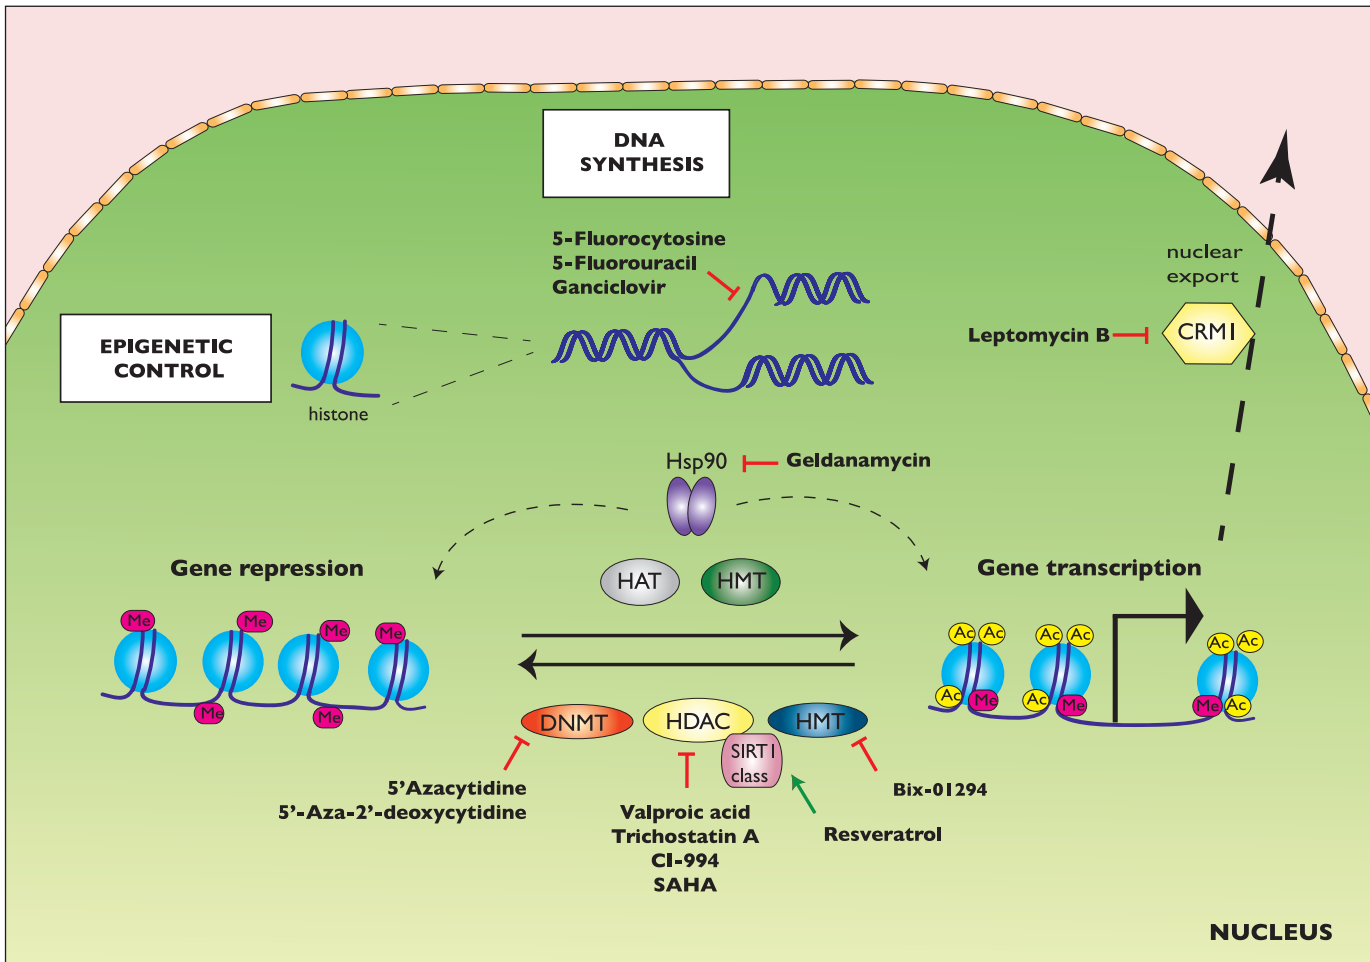 DNA
SYNTHESIS
5-Fluorocytosine
5-Fluorouracil
Ganciclovir
nuclear
export
Leptomycin B
CRM1
EPIGENETIC
CONTROL
histone
Hsp90
Geldanamycin
Gene repression
HAT
HMT
Gene transcription
Me
Me
Me
Me
Me
Me
Ac
Ac
Ac
Ac
Ac
Ac
Ac
Me
Ac
Me
Me
Ac
DNMT
HDAC
HMT
SIRT1
class
5'Azacytidine
5'-Aza-2'-deoxycytidine
Valproic acid
Trichostatin A
CI-994
SAHA
Bix-01294
Resveratrol
NUCLEUS